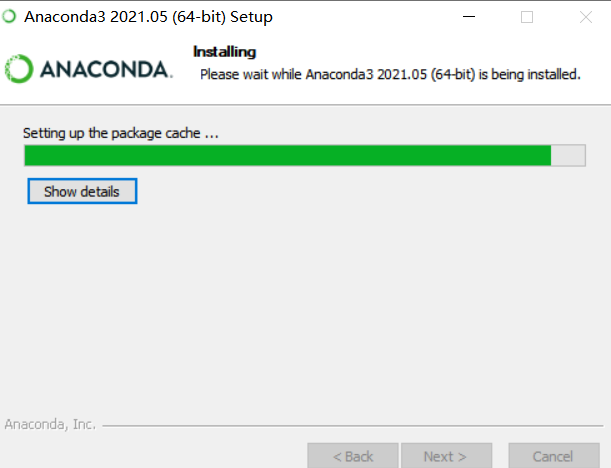 Anaconda3 2021.05 (64-bit) Setup
ANACONDA.
Installing
Please wait while Anaconda3 2021.05 (64-bit) is being installed.
Setting up the package cache ...
Show details
Anaconda, Inc.
< Back
Next >
Cancel